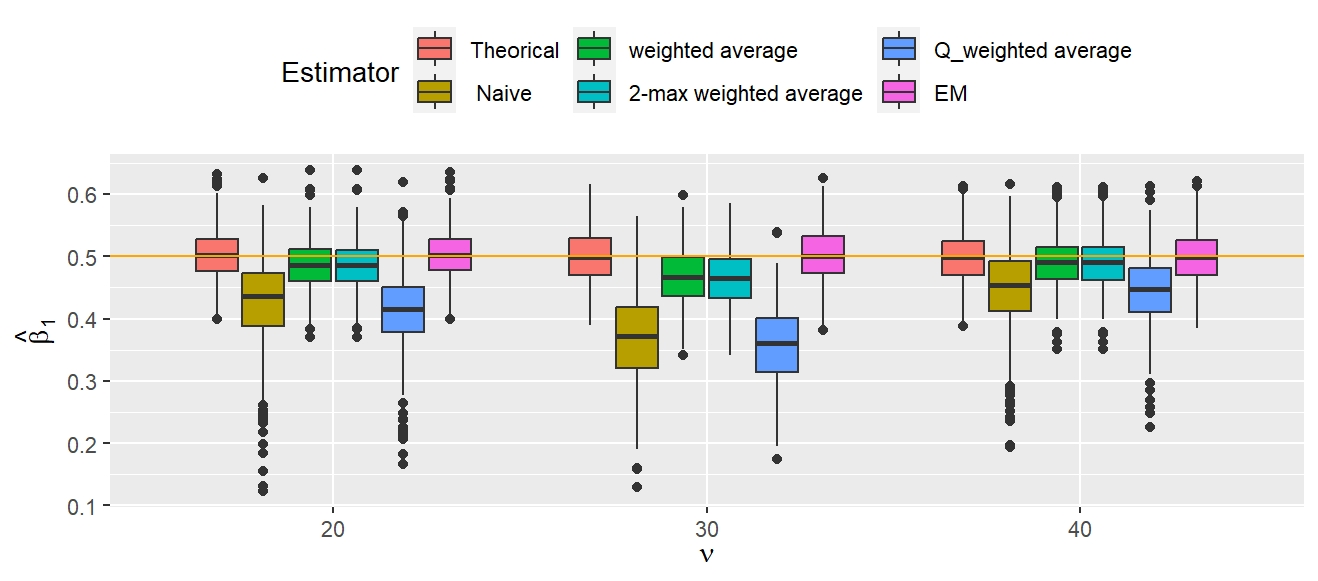 Estimator
Theorical
weighted average
Q_weighted average
Naive
2-max weighted average
EM
0.6
0.5
0.4
0.3
0.2
0.1
β̂₁
20
30
40
ν